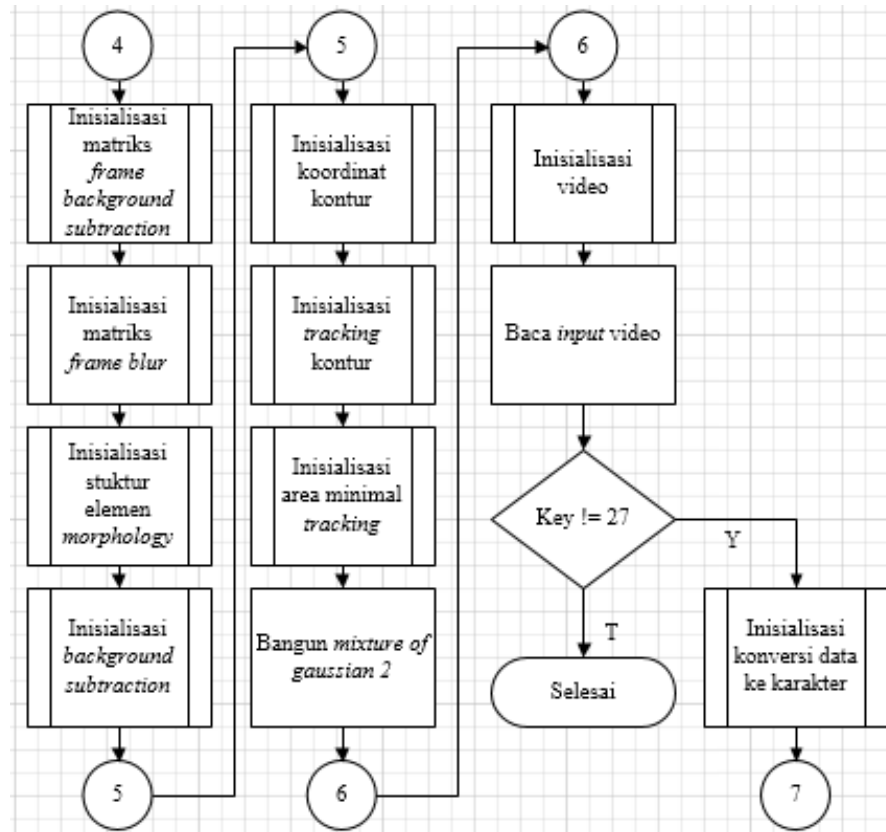 4
Inisialisasi
matriks
frame
background
subtraction
Inisialisasi
matriks
frame blur
Inisialisasi
stuktur
elemen
morphology
Inisialisasi
background
subtraction
5
5
Inisialisasi
koordinat
kontur
Inisialisasi
tracking
kontur
Inisialisasi
area minimal
tracking
Bangun mixture of
gaussian 2
6
6
Inisialisasi
video
Baca input video
Key != 27
Y
T
Selesai
Inisialisasi
konversi data
ke karakter
7